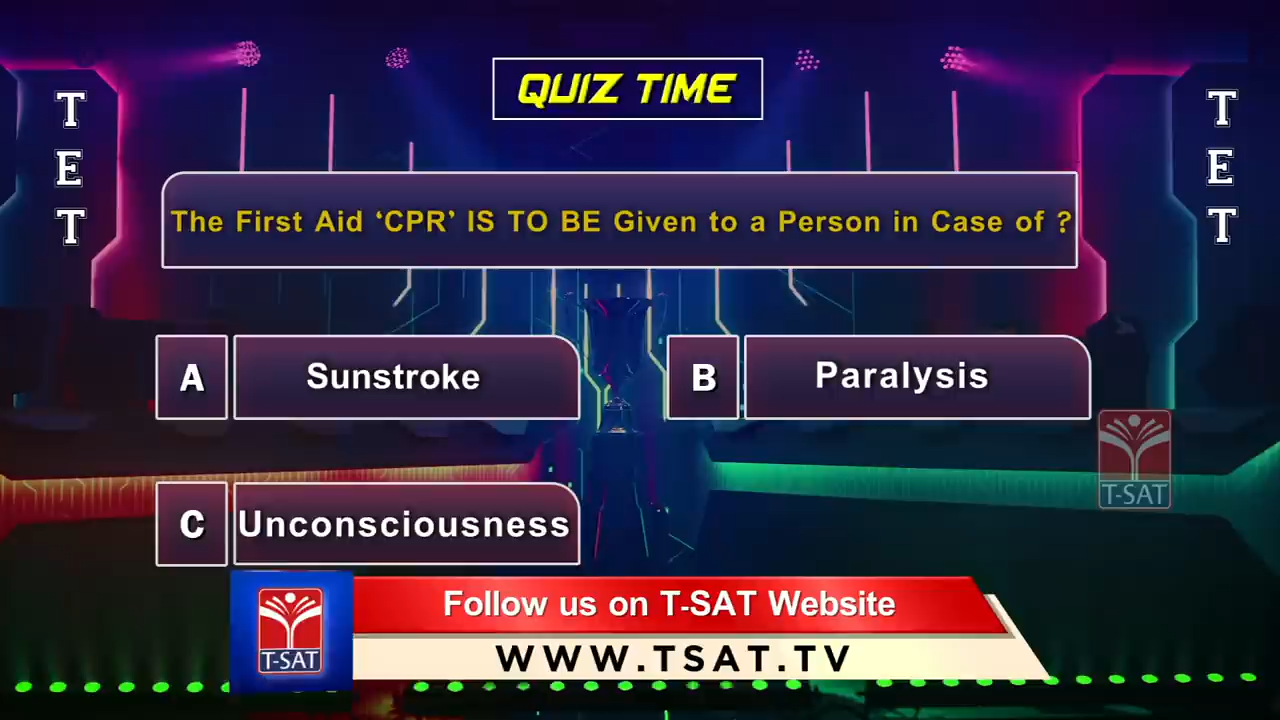 QUIZ TIME
T
E
T
T
E
T
The First Aid ‘CPR’ IS TO BE Given to a Person in Case of ?
A
Sunstroke
B
Paralysis
T-SAT
C
Unconsciousness
Follow us on T-SAT Website
T-SAT
WWW.TSAT.TV